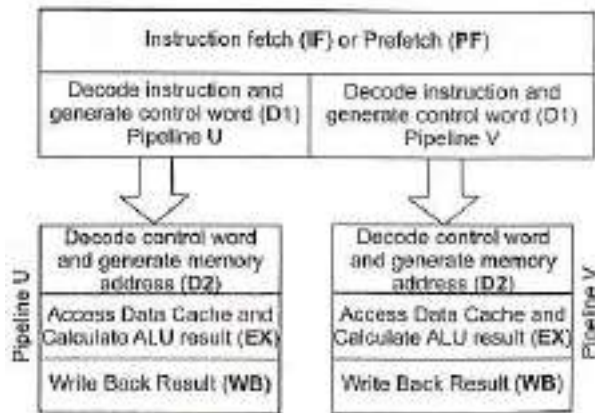 Instruction fetch (IF) or Prefetch (PF)
Decode instruction and
generate control word (D1)
Pipeline U
Decode instruction and
generate control word (D1)
Pipeline V
Pipeline U
Decode control word
and generate memory
address (D2)
Access Data Cache and
Calculate ALU result (EX)
Write Back Result (WB)
Decode control word
and generate memory
address (D2)
Access Data Cache and
Calculate ALU result (EX)
Write Back Result (WB)
Pipeline V